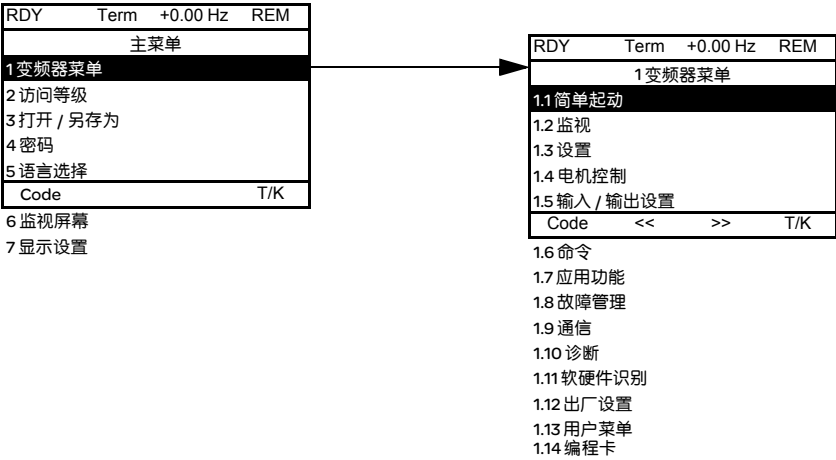 RDY Term +0.00 Hz REM
主菜单
1 变频器菜单
2 访问等级
3 打开 / 另存为
4 密码
5 语言选择
Code T/K
6 监视屏幕
7 显示设置
RDY Term +0.00 Hz REM
1 变频器菜单
1.1 简单起动
1.2 监视
1.3 设置
1.4 电机控制
1.5 输入 / 输出设置
Code << >> T/K
1.6 命令
1.7 应用功能
1.8 故障管理
1.9 通信
1.10 诊断
1.11 软硬件识别
1.12 出厂设置
1.13 用户菜单
1.14 编程卡